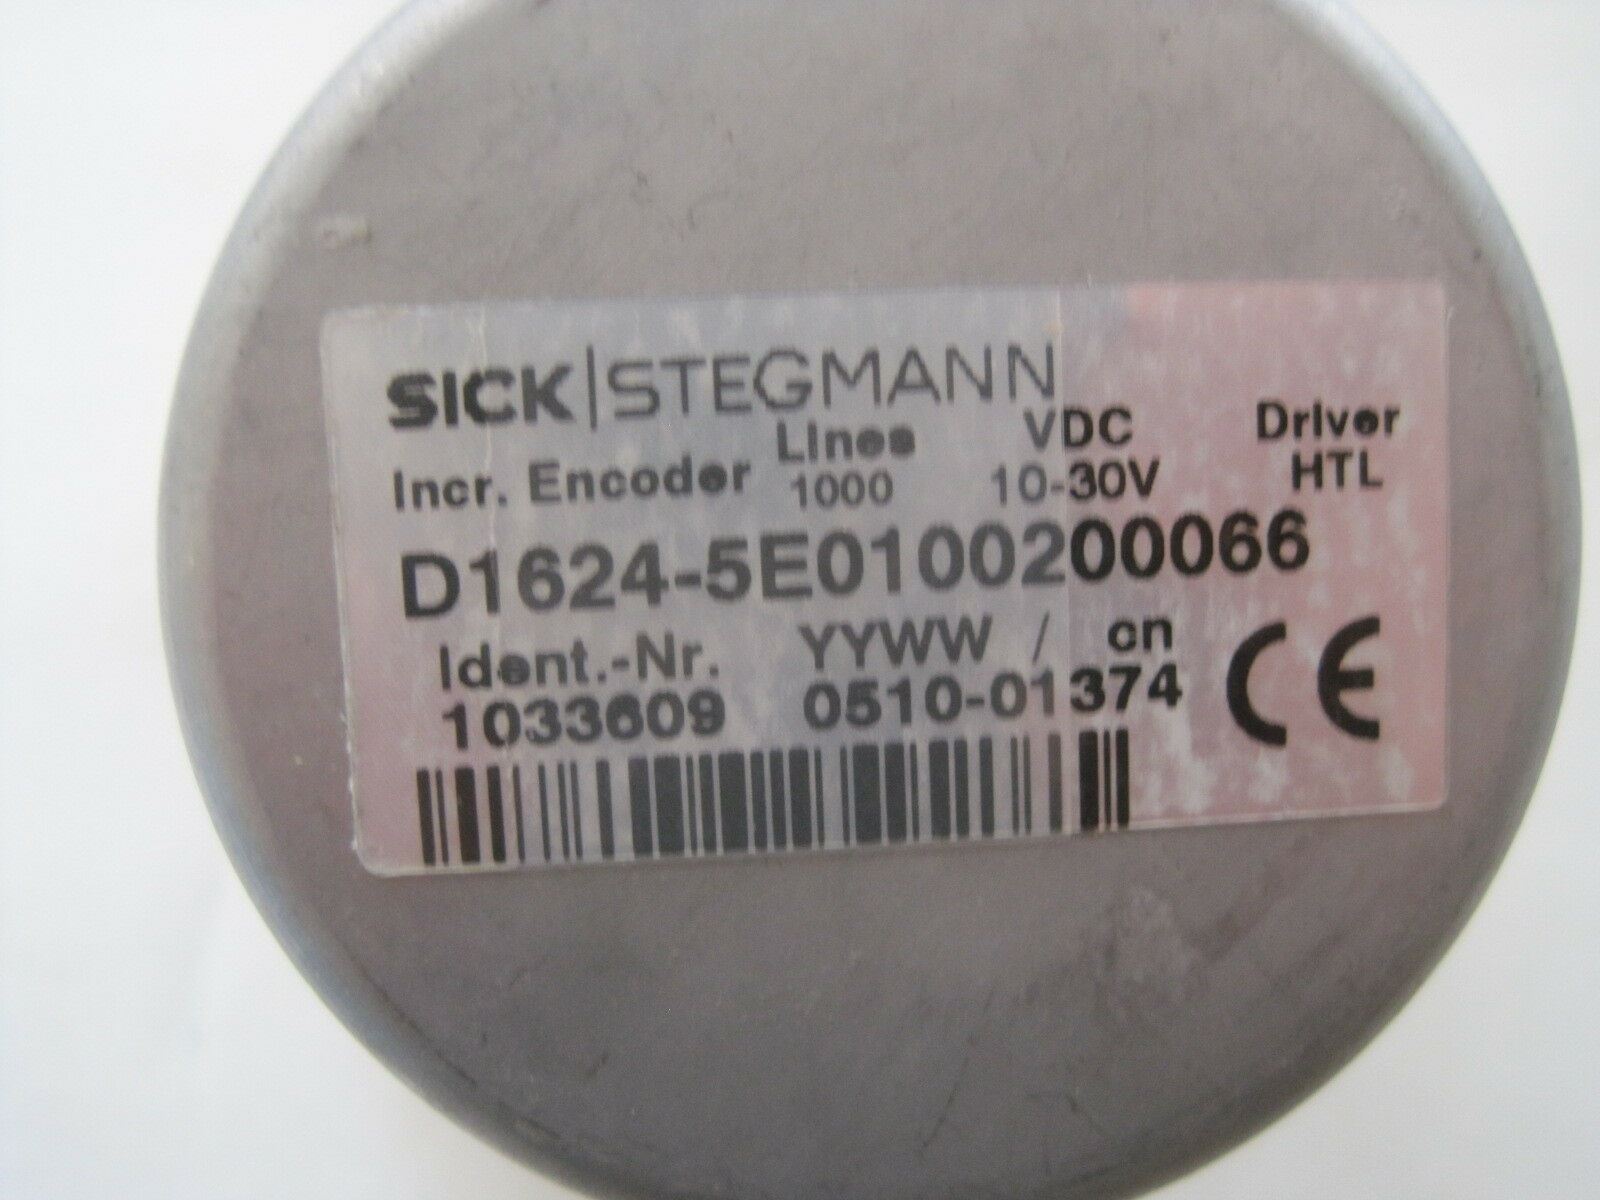 SICK|STEGMANN
Lines VDC Driver
Incr. Encoder 1000 10-30V HTL
D1624-5E0100200066
Ident.-Nr. YYWW / cn
1033609 0510-01374
CE